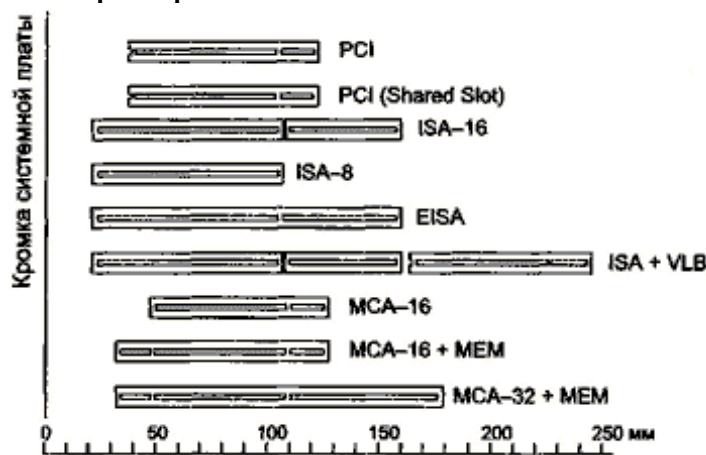 Кромка системной платы
PCI
PCI (Shared Slot)
ISA–16
ISA–8
EISA
ISA + VLB
MCA–16
MCA–16 + MEM
MCA–32 + MEM
0 50 100 150 200 250 мм